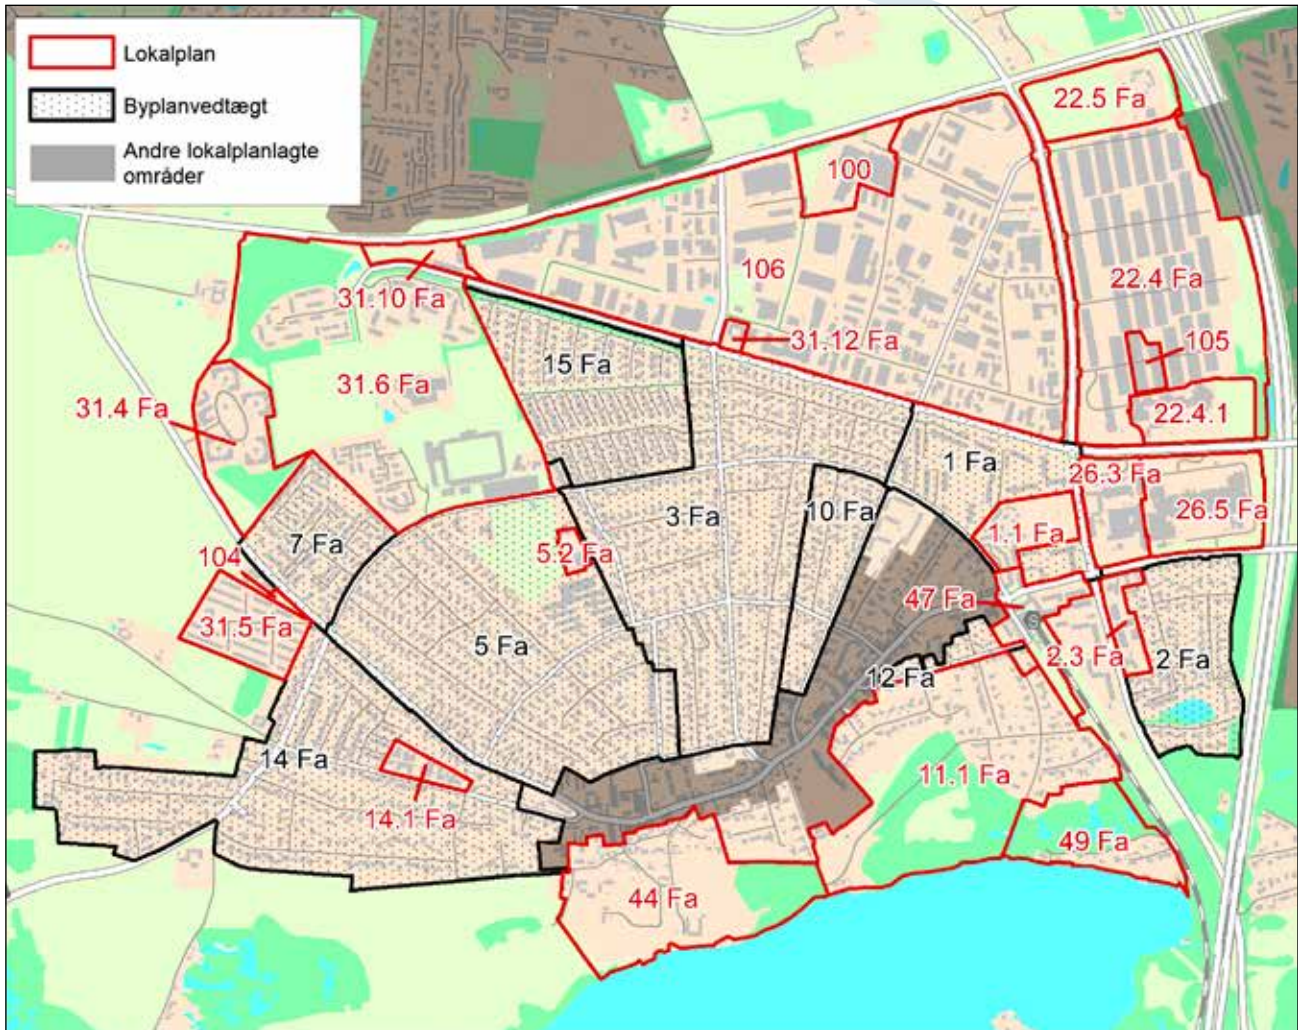 Lokalplan
Byplanvedtægt
Andre lokalplanlagte
områder
22.5 Fa
100
106
22.4 Fa
31.10 Fa
31.12 Fa
105
15 Fa
31.6 Fa
31.4 Fa
22.4.1
1 Fa
26.3 Fa
26.5 Fa
3 Fa
10 Fa
1.1 Fa
7 Fa
5.2 Fa
104
47 Fa
S
31.5 Fa
5 Fa
2.3 Fa
2 Fa
12 Fa
14 Fa
11.1 Fa
14.1 Fa
49 Fa
44 Fa